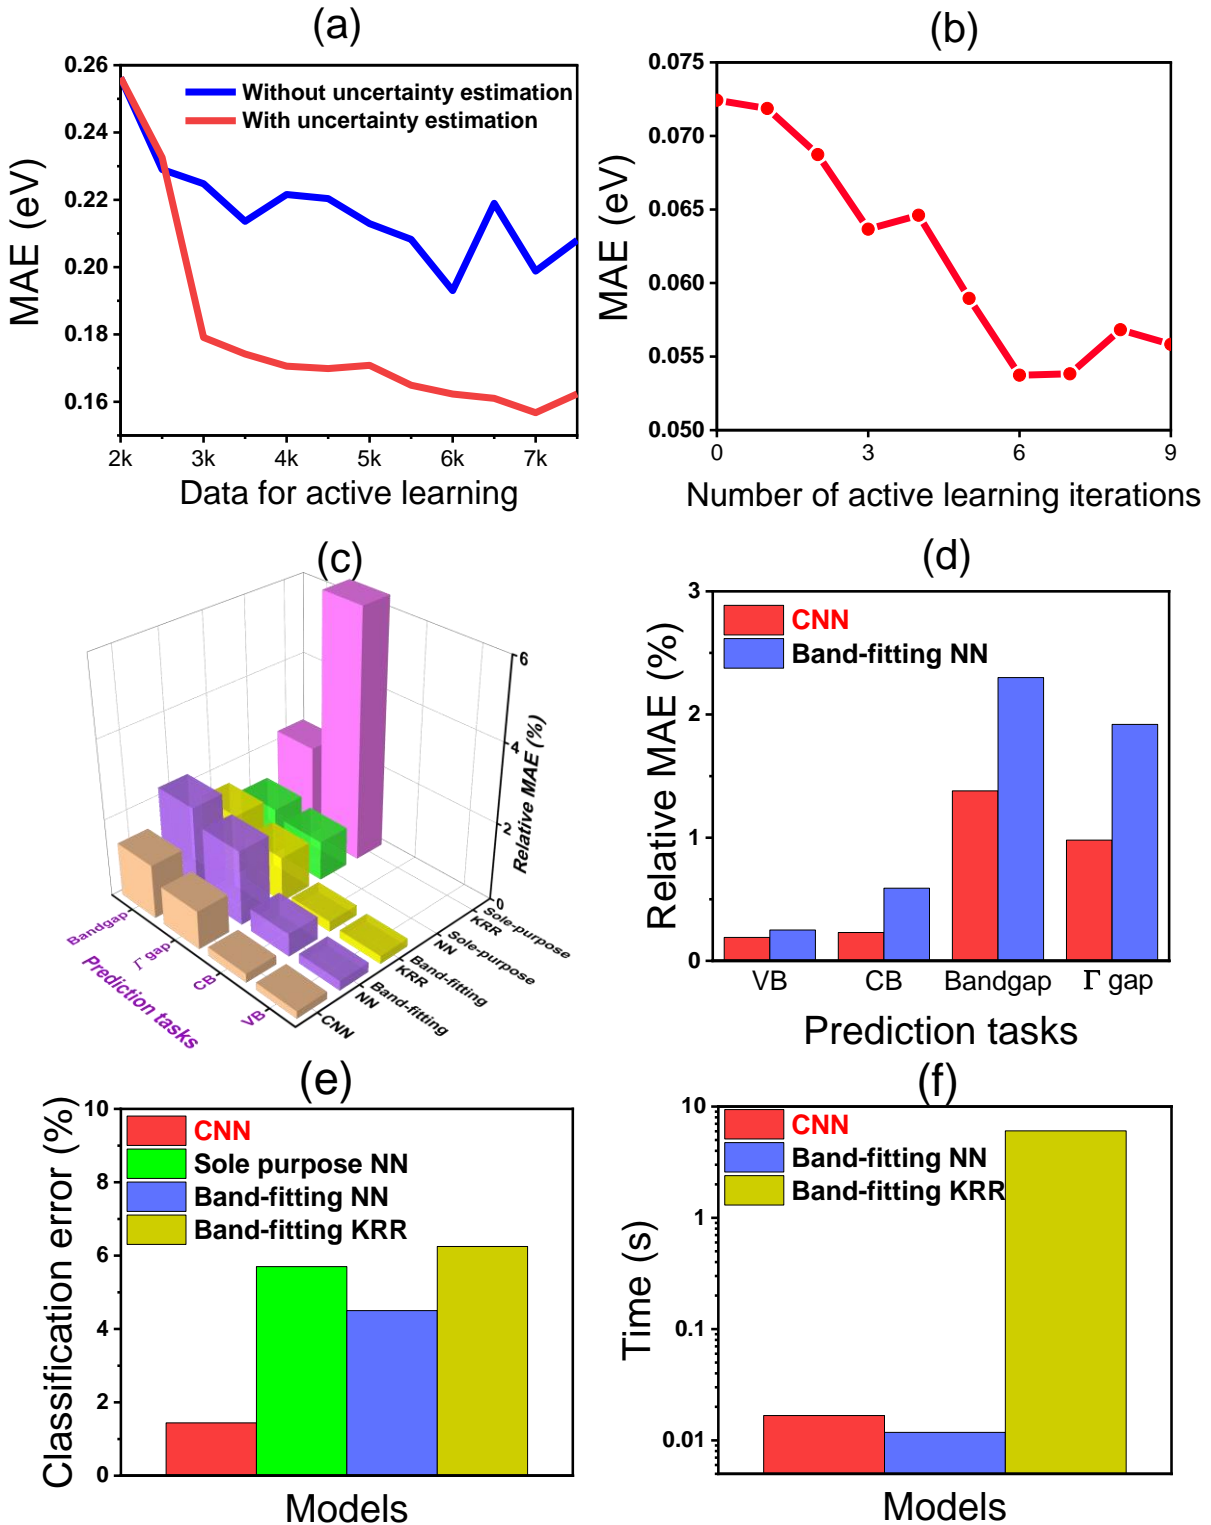 (a)
0.26
0.24
0.22
0.20
0.18
0.16
MAE (eV)
Without uncertainty estimation
With uncertainty estimation
2k 3k 4k 5k 6k 7k
Data for active learning
(b)
0.075
0.070
0.065
0.060
0.055
0.050
MAE (eV)
0 3 6 9
Number of active learning iterations
(c)
6
4
2
0
Relative MAE (%)
Bandgap
Γ gap
CB
VB
Prediction tasks
Sole-purpose
KRR
Sole-purpose
NN
Band-fitting
KRR
Band-fitting
NN
CNN
(d)
3
2
1
0
Relative MAE (%)
CNN
Band-fitting NN
VB CB Bandgap Γ gap
Prediction tasks
(e)
10
8
6
4
2
0
Classification error (%)
CNN
Sole purpose NN
Band-fitting NN
Band-fitting KRR
Models
(f)
10
1
0.1
0.01
Time (s)
CNN
Band-fitting NN
Band-fitting KRR
Models